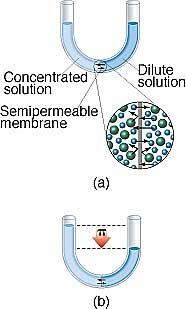 Concentrated
solution
Dilute
solution
Semipermeable
membrane
(a)
π
(b)